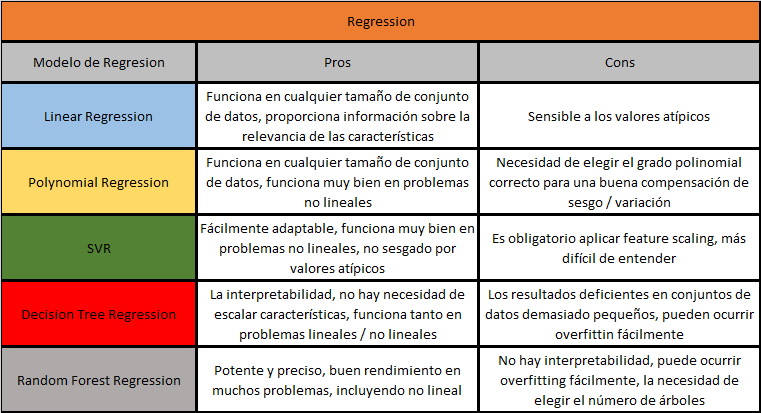 Regression
Modelo de Regresion
Pros
Cons
Linear Regression
Funciona en cualquier tamaño de conjunto
de datos, proporciona información sobre la
relevancia de las características
Sensible a los valores atípicos
Polynomial Regression
Funciona en cualquier tamaño de conjunto
de datos, funciona muy bien en problemas
no lineales
Necesidad de elegir el grado polinomial
correcto para una buena compensación de
sesgo / variación
SVR
Fácilmente adaptable, funciona muy bien en
problemas no lineales, no sesgado por
valores atípicos
Es obligatorio aplicar feature scaling, más
difícil de entender
Decision Tree Regression
La interpretabilidad, no hay necesidad de
escalar características, funciona tanto en
problemas lineales / no lineales
Los resultados deficientes en conjuntos de
datos demasiado pequeños, pueden ocurrir
overfittin fácilmente
Random Forest Regression
Potente y preciso, buen rendimiento en
muchos problemas, incluyendo no lineal
No hay interpretabilidad, puede ocurrir
overfitting fácilmente, la necesidad de
elegir el número de árboles